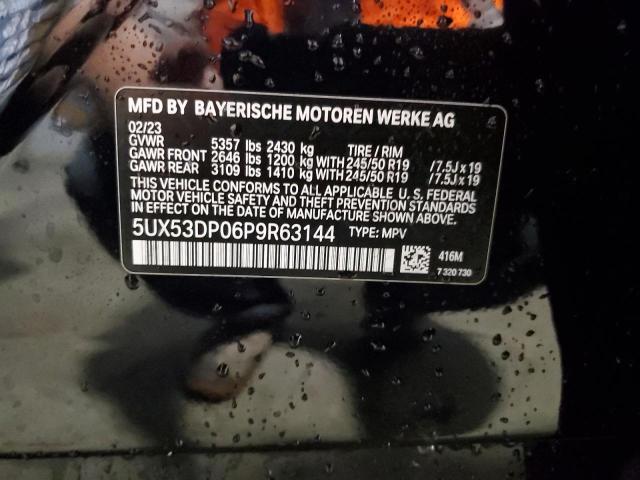 MFD BY BAYERISCHE MOTOREN WERKE AG
02/23
GVWR 5357 lbs 2430 kg TIRE / RIM
GAWR FRONT 2646 lbs 1200 kg WITH 245/50 R19 /7.5J x 19
GAWR REAR 3109 lbs 1410 kg WITH 245/50 R19 /7.5J x 19
THIS VEHICLE CONFORMS TO ALL APPLICABLE U. S. FEDERAL
MOTOR VEHICLE SAFETY AND THEFT PREVENTION STANDARDS
IN EFFECT ON THE DATE OF MANUFACTURE SHOWN ABOVE.
5UX53DP06P9R63144 TYPE: MPV
416M
7 320 730